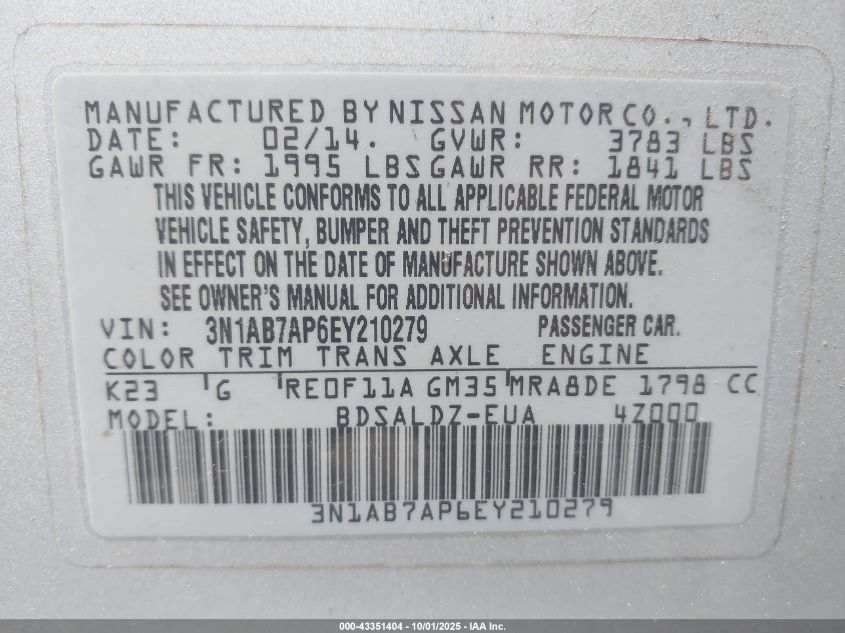 MANUFACTURED BY NISSAN MOTOR CO., LTD.
DATE: 02/14. GVWR: 3783 LBS
GAWR FR: 1995 LBS GAWR RR: 1841 LBS
THIS VEHICLE CONFORMS TO ALL APPLICABLE FEDERAL MOTOR
VEHICLE SAFETY, BUMPER AND THEFT PREVENTION STANDARDS
IN EFFECT ON THE DATE OF MANUFACTURE SHOWN ABOVE.
SEE OWNER'S MANUAL FOR ADDITIONAL INFORMATION.
VIN: 3N1AB7AP6EY210279 PASSENGER CAR.
COLOR TRIM TRANS AXLE ENGINE
K23 G RE0F11A GM35 MRA8DE 1798 CC
MODEL: BDSALDZ-EUA 4Z000
3N1AB7AP6EY210279
000-43351404 - 10/01/2025 - IAA Inc.